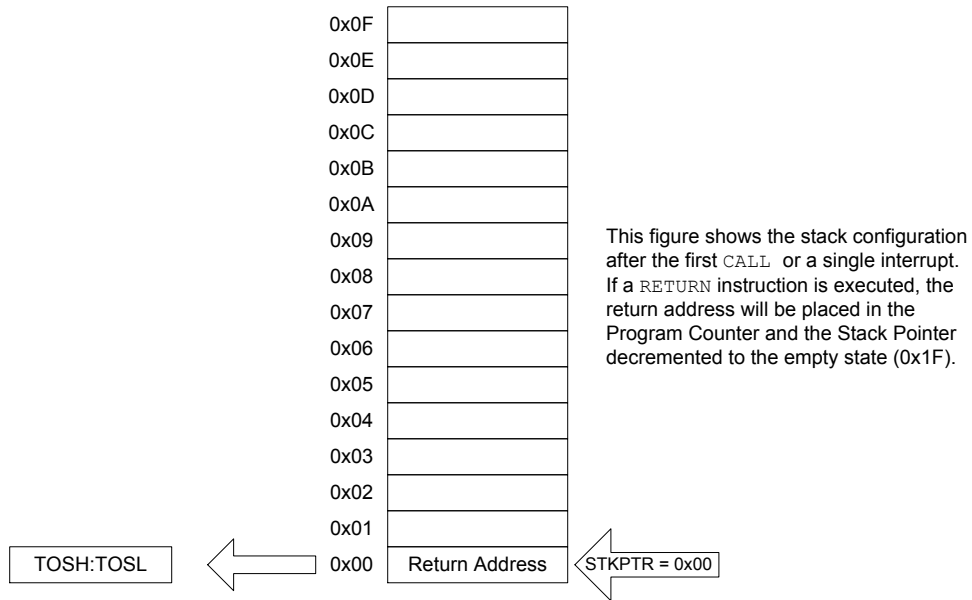 0x0F
0x0E
0x0D
0x0C
0x0B
0x0A
0x09
0x08
0x07
0x06
0x05
0x04
0x03
0x02
0x01
0x00
This figure shows the stack configuration
after the first CALL or a single interrupt.
If a RETURN instruction is executed, the
return address will be placed in the
Program Counter and the Stack Pointer
decremented to the empty state (0x1F).
TOSH:TOSL
Return Address
STKPTR = 0x00